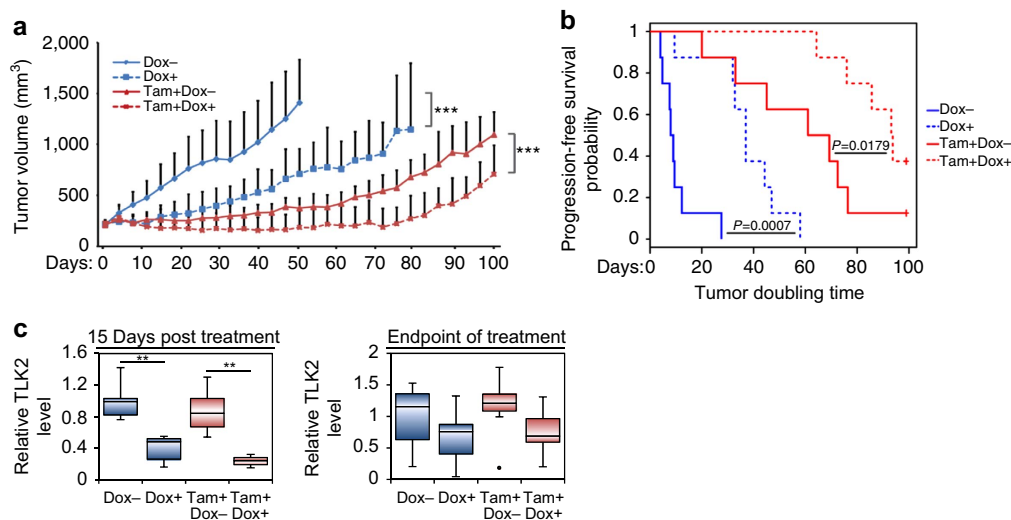 a
Tumor volume (mm³)
2,000
1,500
1,000
500
0
Dox–
Dox+
Tam+Dox–
Tam+Dox+
***
***
Days: 0 10 20 30 40 50 60 70 80 90 100
b
Progression-free survival
probability
1
0.8
0.6
0.4
0.2
0
P=0.0179
P=0.0007
Dox–
Dox+
Tam+Dox–
Tam+Dox+
Days: 0 20 40 60 80 100
Tumor doubling time
c
15 Days post treatment
Relative TLK2
level
1.6
1.2
0.8
0.4
0
**
**
Dox– Dox+ Tam+ Tam+
Dox– Dox+
Endpoint of treatment
Relative TLK2
level
2
1.5
1
0.5
0
Dox– Dox+ Tam+ Tam+
Dox– Dox+